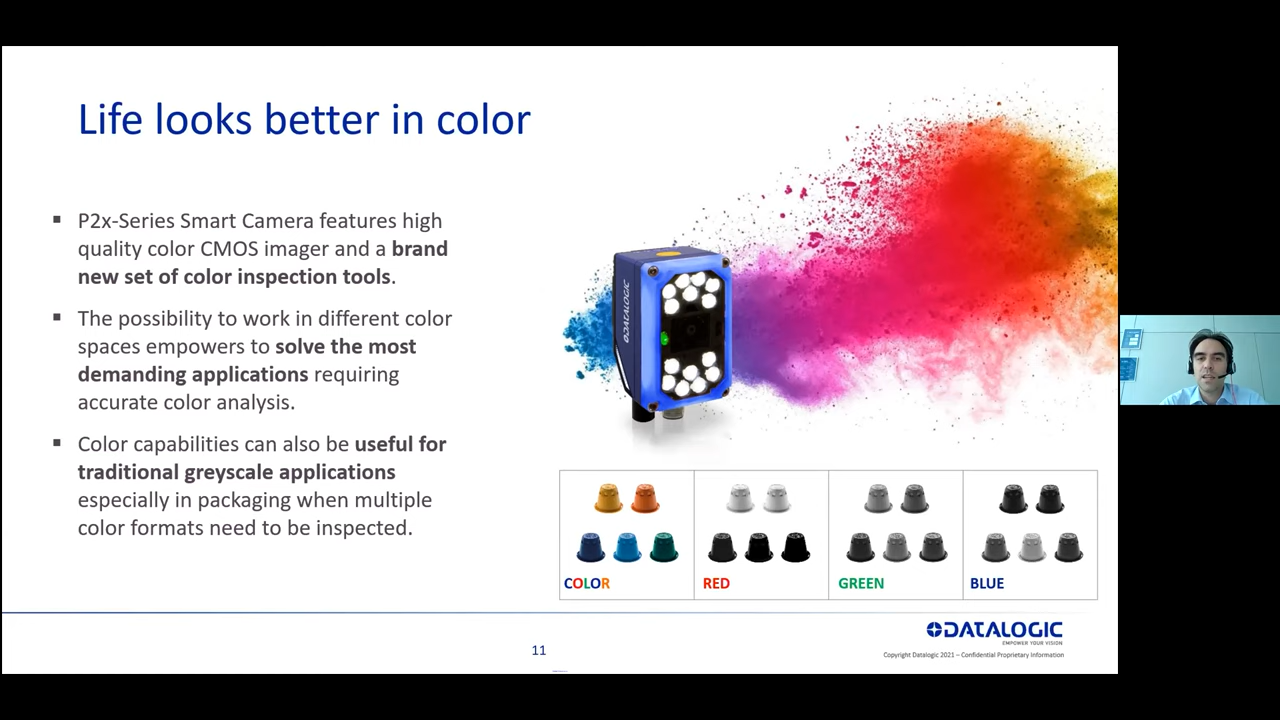 Life looks better in color
▪ P2x-Series Smart Camera features high
quality color CMOS imager and a brand
new set of color inspection tools.
▪ The possibility to work in different color
spaces empowers to solve the most
demanding applications requiring
accurate color analysis.
▪ Color capabilities can also be useful for
traditional greyscale applications
especially in packaging when multiple
color formats need to be inspected.
DATALOGIC
COLOR
RED
GREEN
BLUE
DATALOGIC
EMPOWER YOUR VISION
11
Copyright Datalogic 2021 – Confidential Proprietary Information